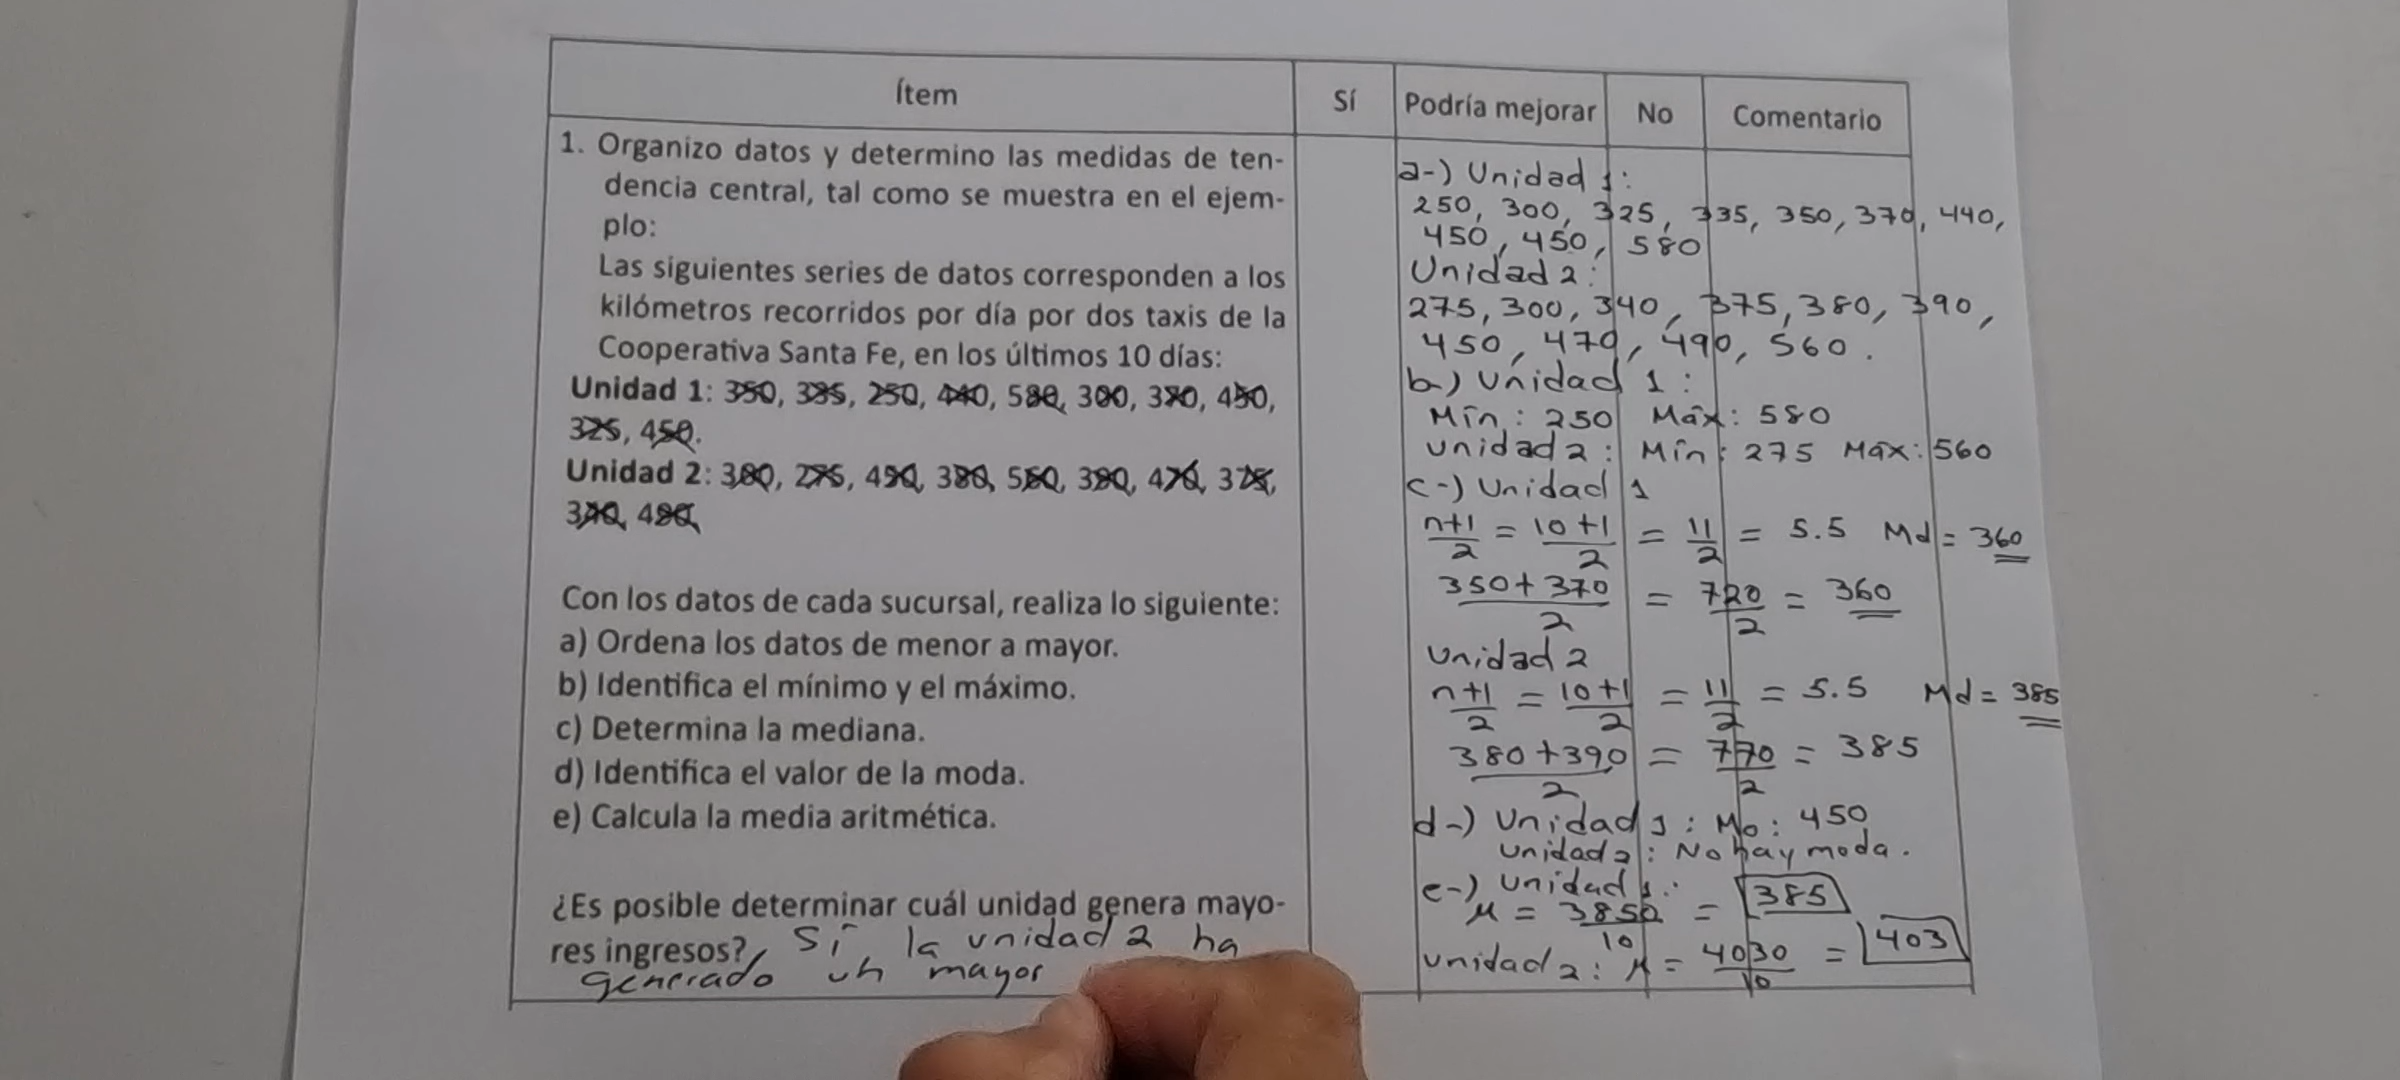 Ítem Sí Podría mejorar No Comentario
1. Organizo datos y determino las medidas de ten-
dencia central, tal como se muestra en el ejem-
plo:
Las siguientes series de datos corresponden a los
kilómetros recorridos por día por dos taxis de la
Cooperativa Santa Fe, en los últimos 10 días:
Unidad 1: 350, 335, 250, 440, 580, 300, 370, 450,
325, 450.
Unidad 2: 300, 275, 490, 380, 560, 390, 470, 375,
340, 450.
Con los datos de cada sucursal, realiza lo siguiente:
a) Ordena los datos de menor a mayor.
b) Identifica el mínimo y el máximo.
c) Determina la mediana.
d) Identifica el valor de la moda.
e) Calcula la media aritmética.
¿Es posible determinar cuál unidad genera mayo-
res ingresos? Sí la unidad 2 ha
generado un mayor
a-) Unidad 1:
250, 300, 325, 335, 350, 370, 440,
450, 450, 580
Unidad 2:
275, 300, 340, 375, 380, 390,
450, 470, 490, 560.
b-) Unidad 1:
Mín: 250 Máx: 580
Unidad 2: Mín: 275 Máx: 560
c-) Unidad 1
n+1/2 = 10+1/2 = 11/2 = 5.5 Md = 360
350+370/2 = 720/2 = 360
Unidad 2
n+1/2 = 10+1/2 = 11/2 = 5.5 Md = 385
380+390/2 = 770/2 = 385
d-) Unidad 1: Mo: 450
Unidad 2: No hay moda.
e-) Unidad 1:
μ = 3850/10 = 385
unidad 2: μ = 4030/10 = 403